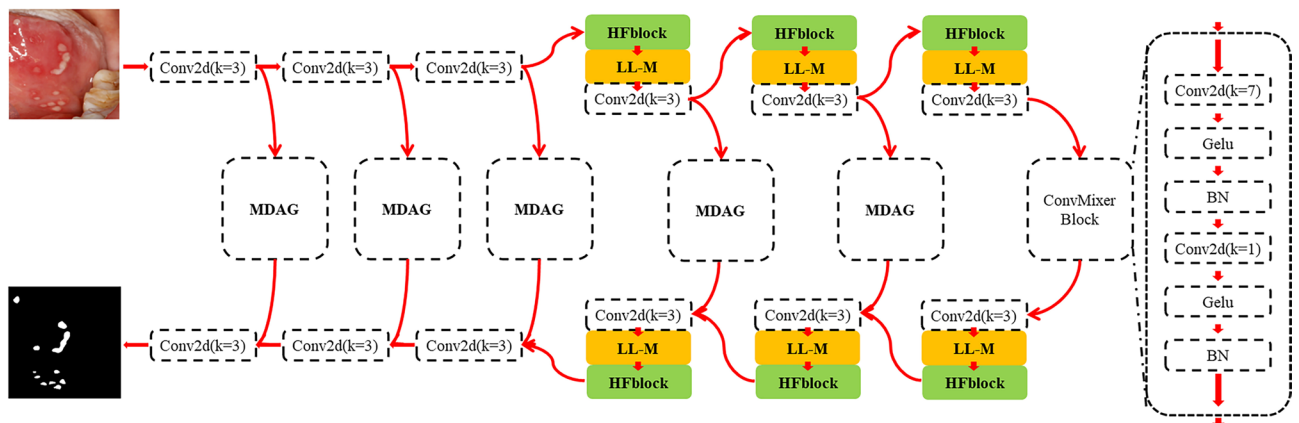 HFblock
LL-M
Conv2d(k=3)
HFblock
LL-M
Conv2d(k=3)
HFblock
LL-M
Conv2d(k=3)
Conv2d(k=3)
Conv2d(k=3)
Conv2d(k=3)
MDAG
MDAG
MDAG
MDAG
MDAG
ConvMixer
Block
Conv2d(k=3)
LL-M
HFblock
Conv2d(k=3)
LL-M
HFblock
Conv2d(k=3)
LL-M
HFblock
Conv2d(k=3)
Conv2d(k=3)
Conv2d(k=3)
Conv2d(k=7)
Gelu
BN
Conv2d(k=1)
Gelu
BN